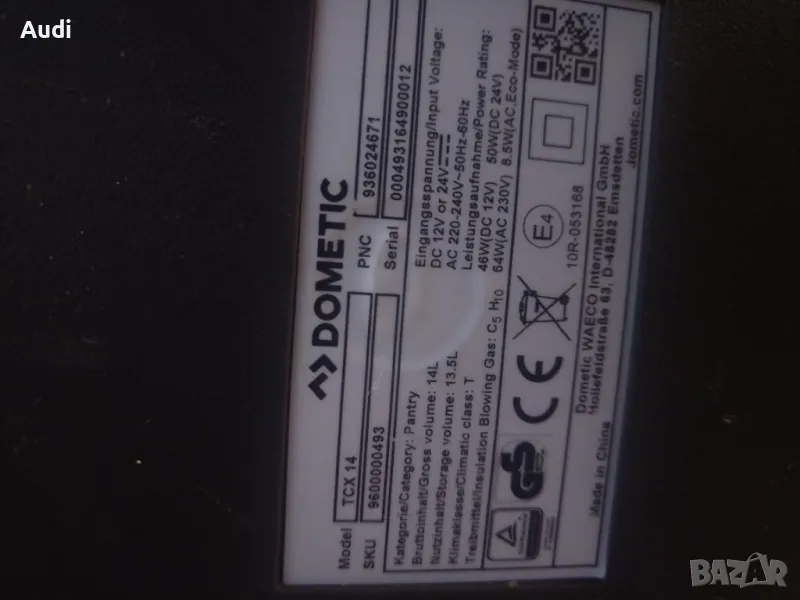 Audi
DOMETIC
Model TCX 14 PNC 936024671
SKU 9600000493 Serial 00049316490​0012
Kategorie/Category: Pantry
Bruttoinhalt/Gross volume: 14L
Nutzinhalt/Storage volume: 13.5L
Klimaklasse/Climatic class: T
Treibmittel/Insulation Blowing Gas: C5 H10
Eingangsspannung/Input Voltage:
DC 12V or 24V
AC 220-240V~50Hz-60Hz
Leistungsaufnahme/Power Rating:
46W(DC 12V) 50W(DC 24V)
64W(AC 230V) 8.5W(AC,Eco-Mode)
GS
CE
E4
10R-053168
Dometic WAECO International GmbH
Hollefeldstraße 63, D-48282 Emsdetten
Made in China
dometic.com
BAZAR